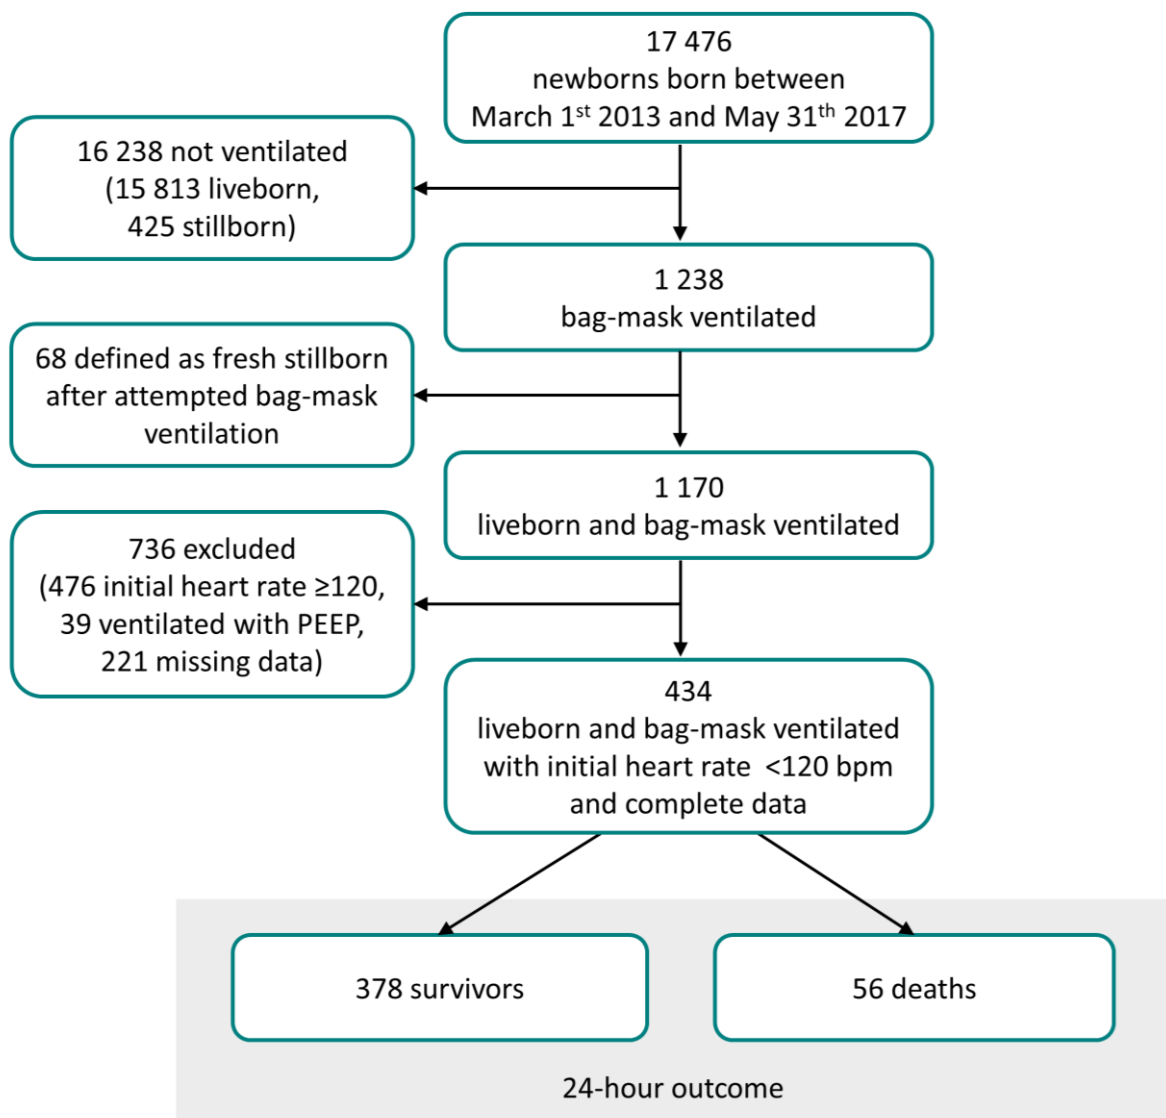 17 476
newborns born between
March 1st 2013 and May 31th 2017
16 238 not ventilated
(15 813 liveborn,
425 stillborn)
1 238
bag-mask ventilated
68 defined as fresh stillborn
after attempted bag-mask
ventilation
1 170
liveborn and bag-mask ventilated
736 excluded
(476 initial heart rate ≥120,
39 ventilated with PEEP,
221 missing data)
434
liveborn and bag-mask ventilated
with initial heart rate <120 bpm
and complete data
378 survivors
56 deaths
24-hour outcome